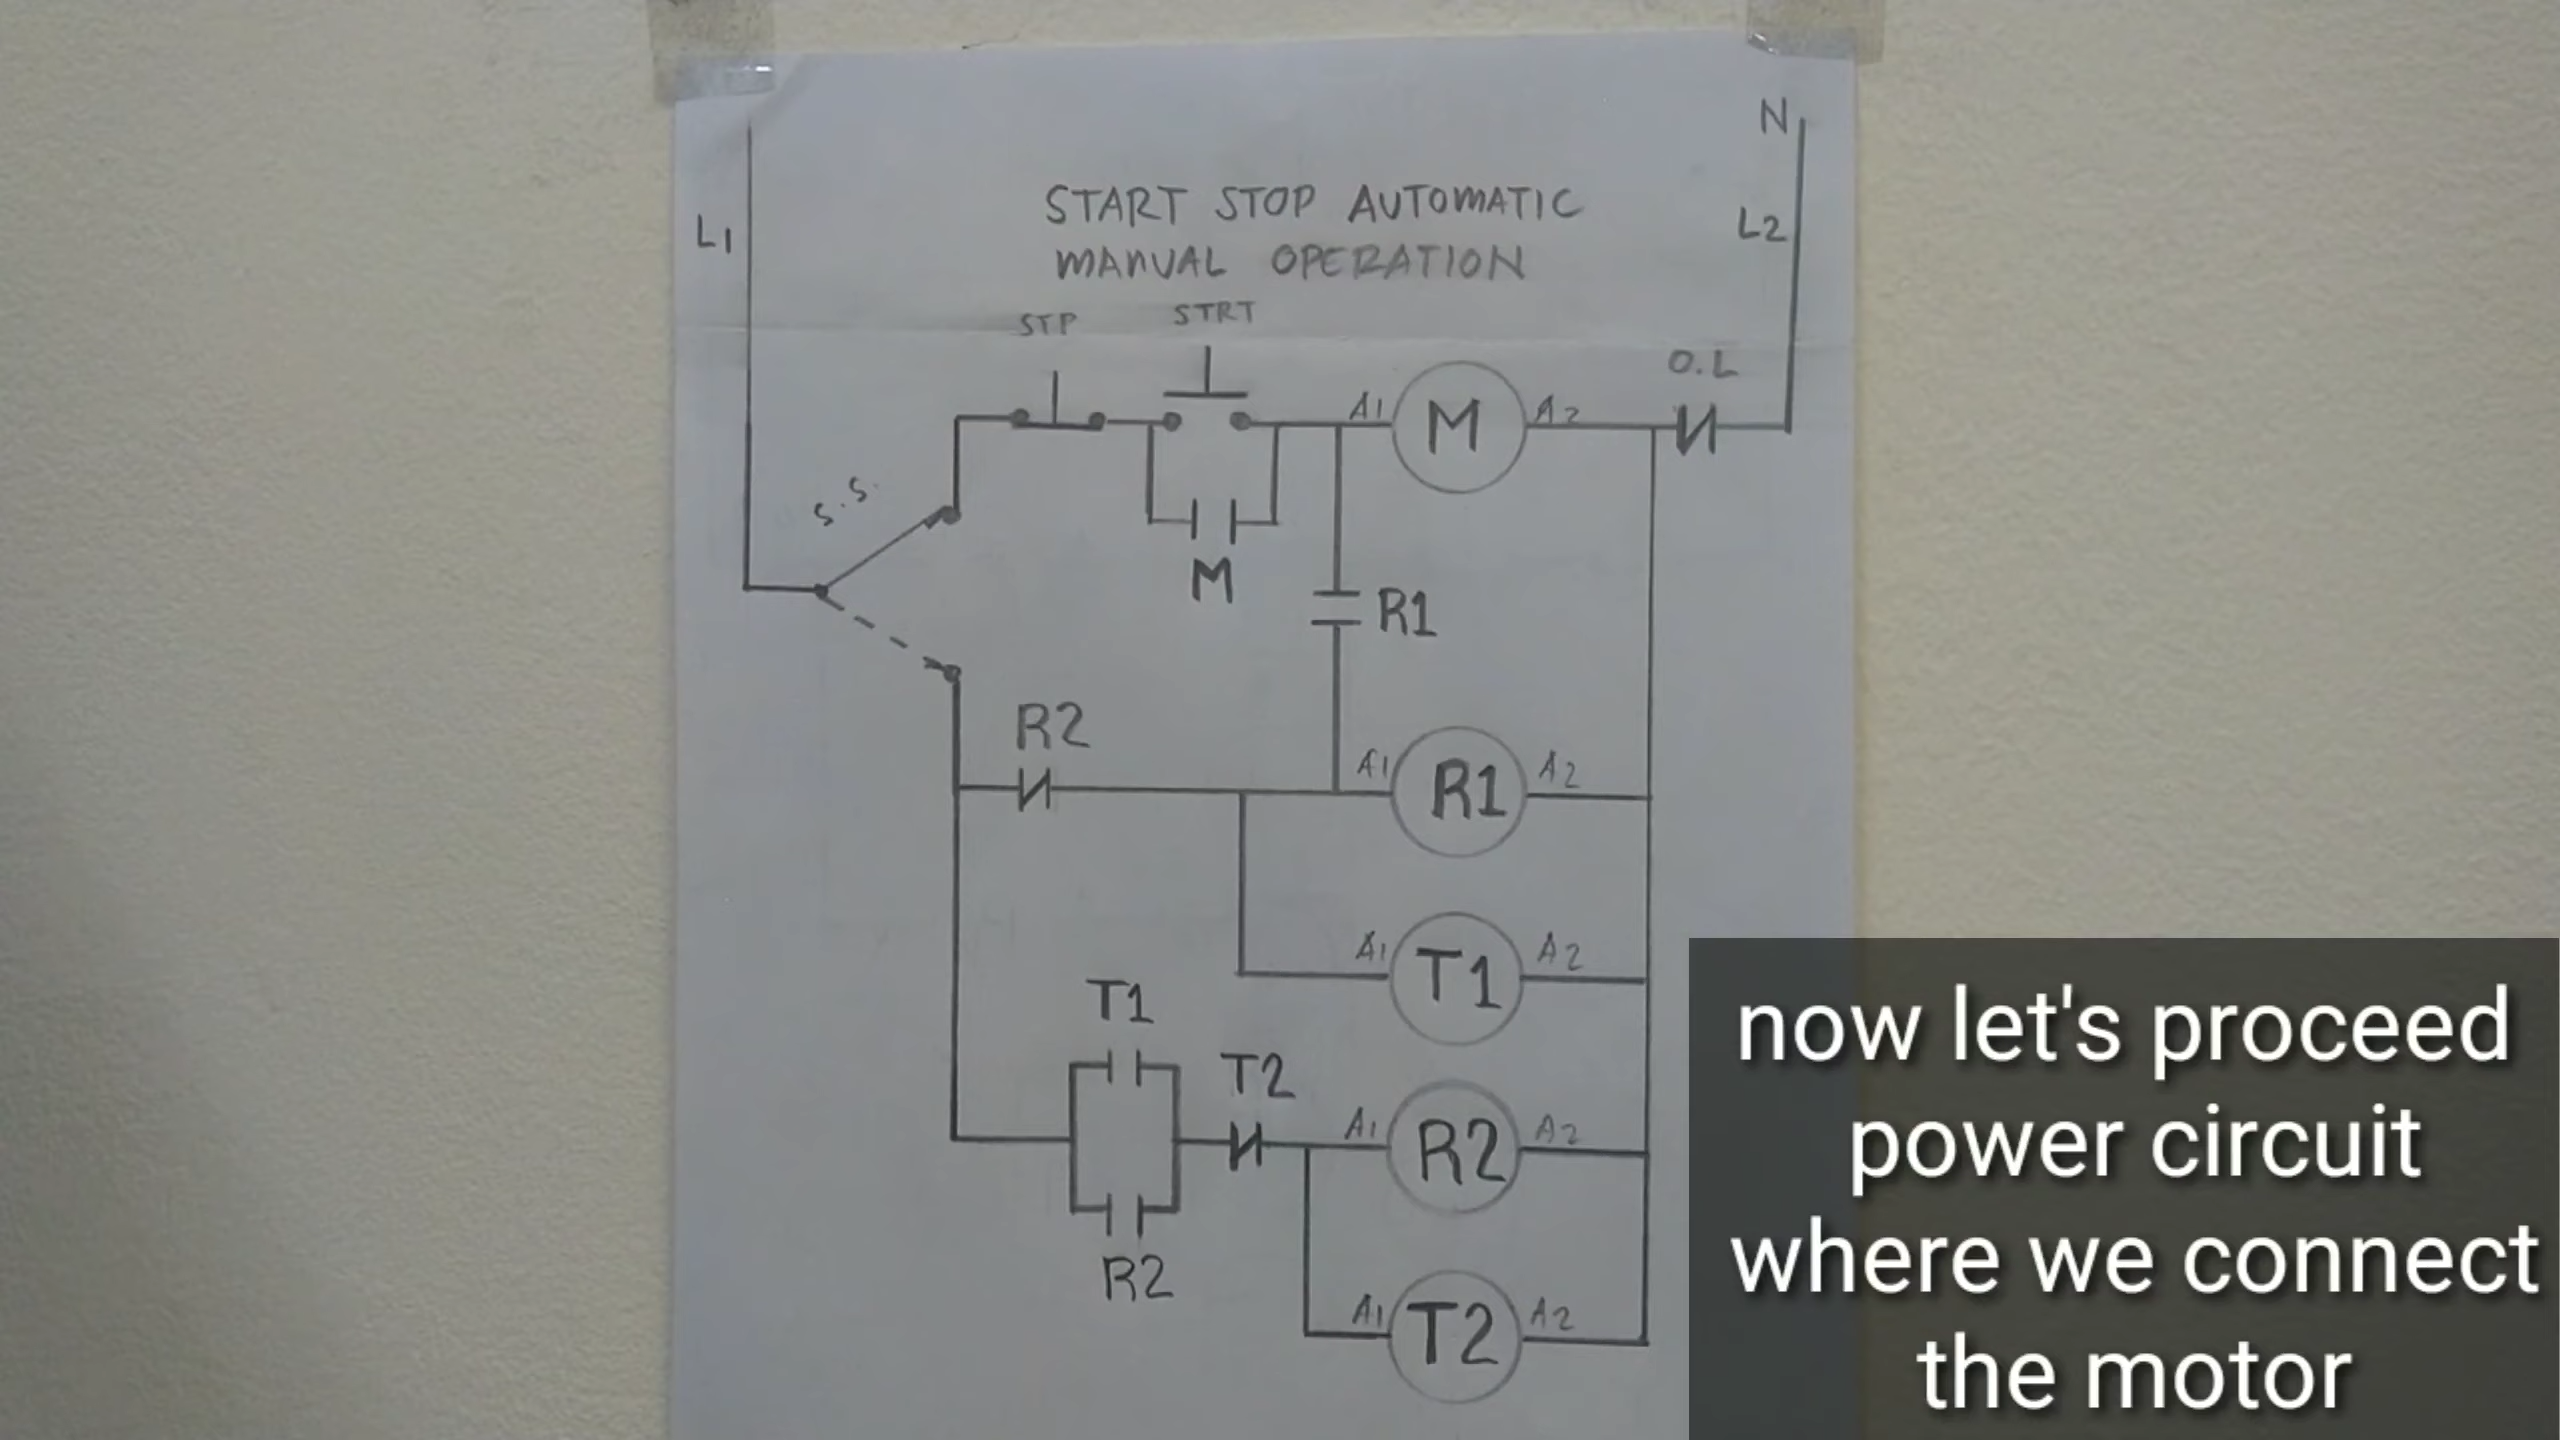 N
L1
L2
START STOP AUTOMATIC
MANUAL OPERATION
STP
STRT
O.L
A1
M
A2
S.S.
M
R1
R2
A1
R1
A2
A1
T1
A2
T1
T2
A1
R2
A2
R2
A1
T2
A2
now let's proceed
power circuit
where we connect
the motor